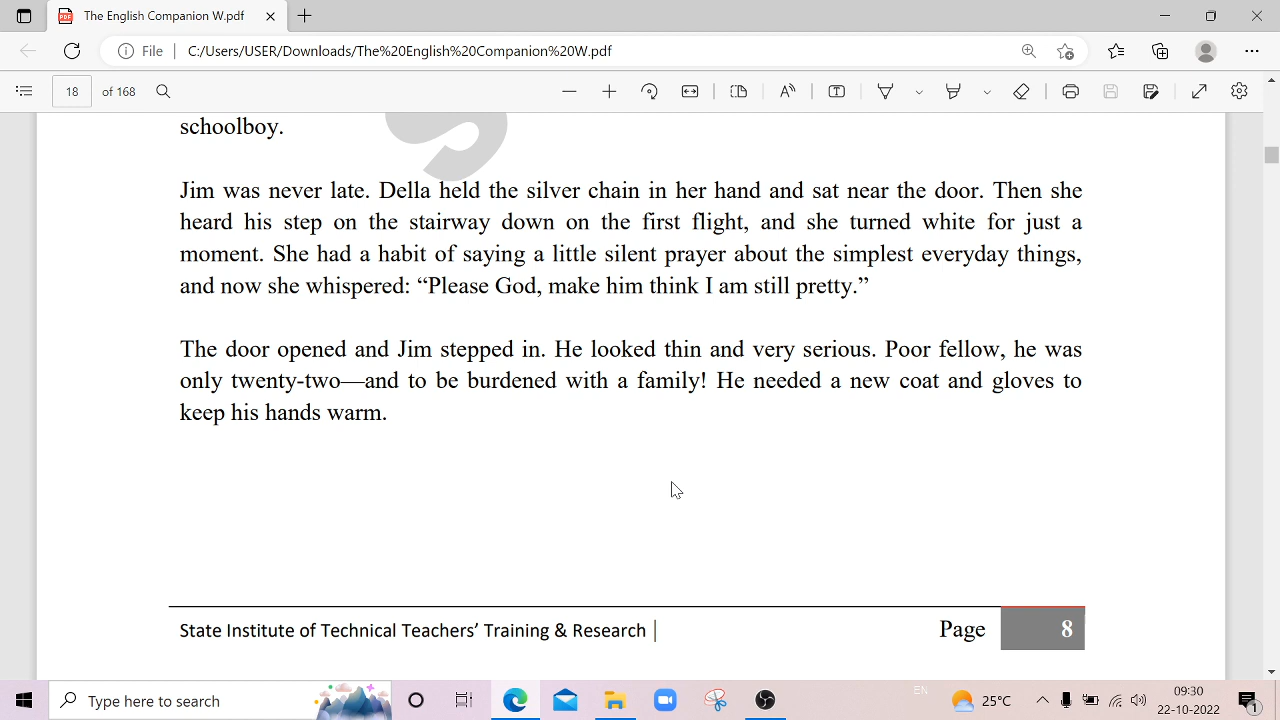 The English Companion W.pdf
File | C:/Users/USER/Downloads/The%20English%20Companion%20W.pdf
18 of 168
schoolboy.
Jim was never late. Della held the silver chain in her hand and sat near the door. Then she
heard his step on the stairway down on the first flight, and she turned white for just a
moment. She had a habit of saying a little silent prayer about the simplest everyday things,
and now she whispered: “Please God, make him think I am still pretty.”
The door opened and Jim stepped in. He looked thin and very serious. Poor fellow, he was
only twenty-two—and to be burdened with a family! He needed a new coat and gloves to
keep his hands warm.
State Institute of Technical Teachers’ Training & Research | Page 8
Type here to search
EN
25°C
09:30
22-10-2022
1